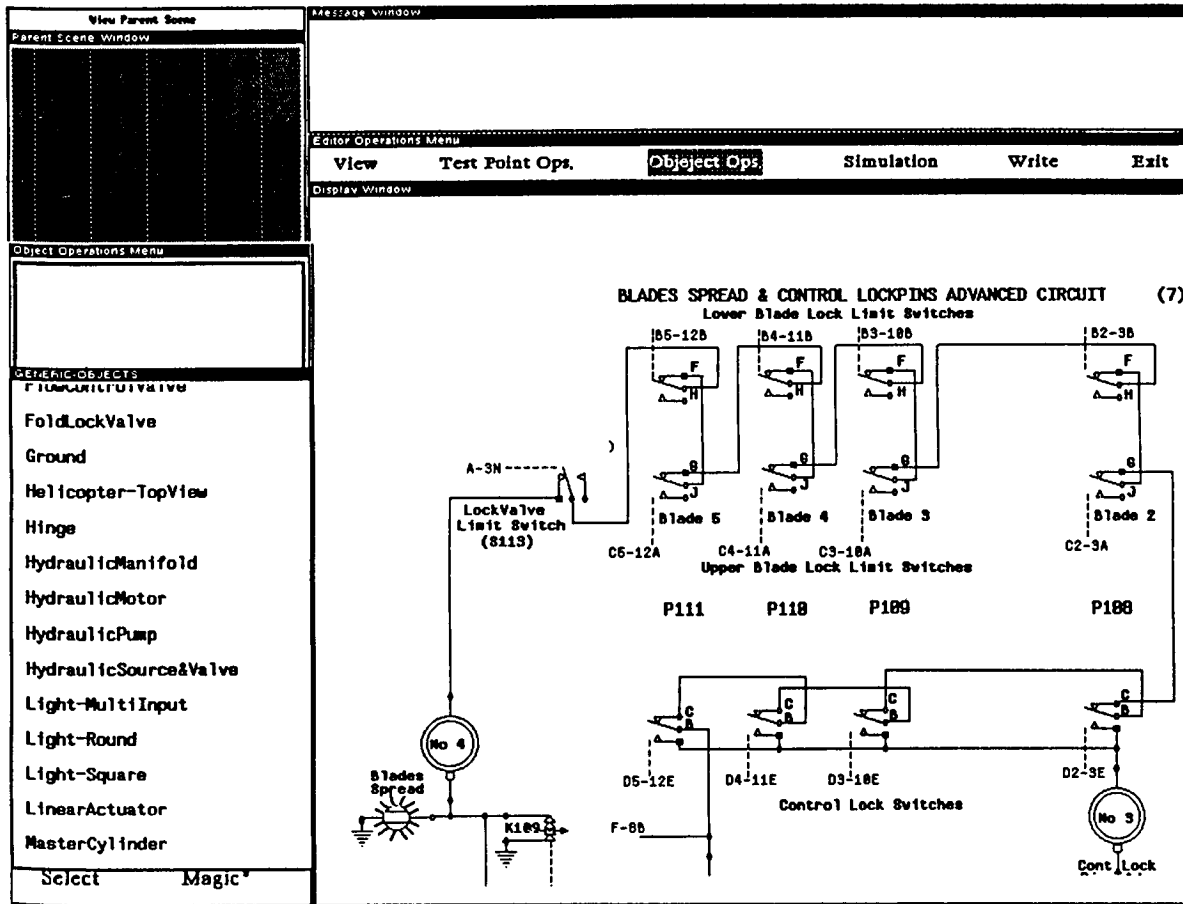 View Parent Scene
Parent Scene Window
Message Window
Editor Operations Menu
View Test Point Ops. Objeject Ops Simulation Write Exit
Display Window
Object Operations Menu
GENERIC-OBJECTS
FlowControlValve
FoldLockValve
Ground
Helicopter-TopView
Hinge
HydraulicManifold
HydraulicMotor
HydraulicPump
HydraulicSource&Valve
Light-MultiInput
Light-Round
Light-Square
LinearActuator
MasterCylinder
Select Magic*
BLADES SPREAD & CONTROL LOCKPINS ADVANCED CIRCUIT (7)
Lower Blade Lock Limit Switches
B5-12B B4-11B B3-10B B2-3B
F F F F
H H H H
)
A-3N
G G G G
J J J J
LockValve
Limit Switch
(S113)
Blade 5 Blade 4 Blade 3 Blade 2
C5-12A C4-11A C3-10A C2-3A
Upper Blade Lock Limit Switches
P111 P110 P109 P108
C C C C
B B B B
No 4
D5-12E D4-11E D3-10E D2-3E
Blades
Spread
Control Lock Switches
K109
F-8B
No 3
Cont Lock